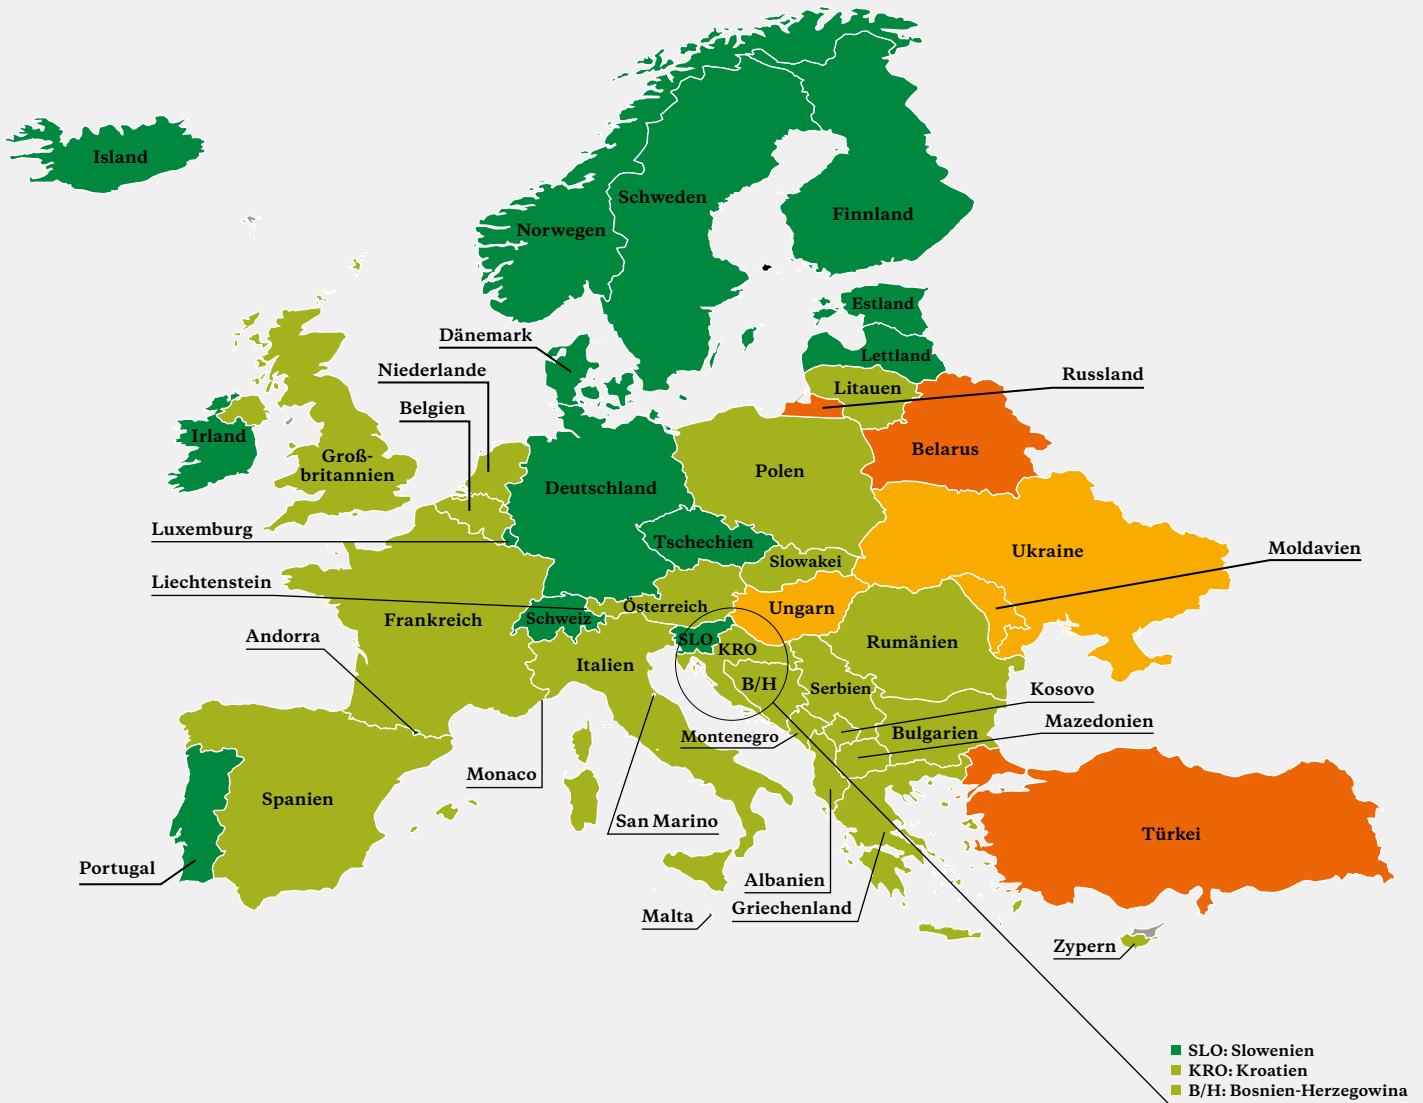 Island
Schweden
Finnland
Norwegen
Estland
Dänemark
Lettland
Niederlande
Russland
Litauen
Belgien
Irland
Groß-
britannien
Belarus
Polen
Deutschland
Luxemburg
Tschechien
Ukraine
Moldavien
Slowakei
Liechtenstein
Österreich
Ungarn
Schweiz
Frankreich
Andorra
SLO
KRO
Rumänien
Italien
B/H
Serbien
Kosovo
Mazedonien
Montenegro
Bulgarien
Monaco
Spanien
San Marino
Türkei
Portugal
Albanien
Griechenland
Malta
Zypern
SLO: Slowenien
KRO: Kroatien
B/H: Bosnien-Herzegowina